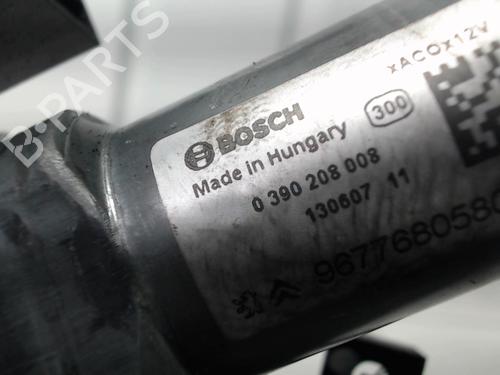 xACOx12V
BOSCH
300
Made in Hungary
0 390 208 008
130607 11
9677680580
B-PARTS